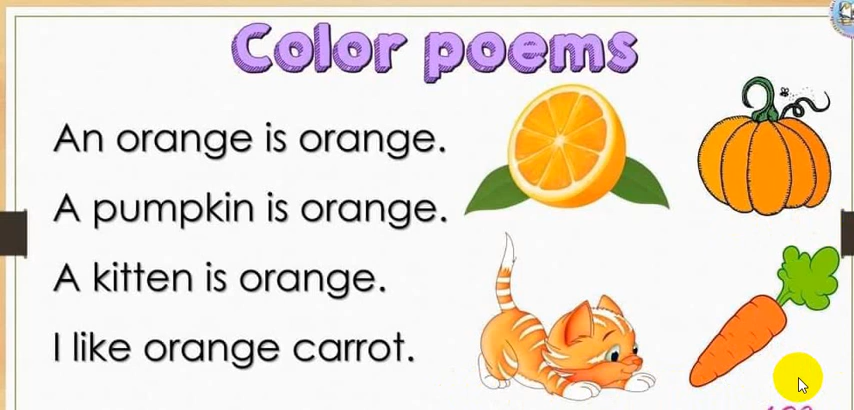 Color poems
An orange is orange.
A pumpkin is orange.
A kitten is orange.
I like orange carrot.